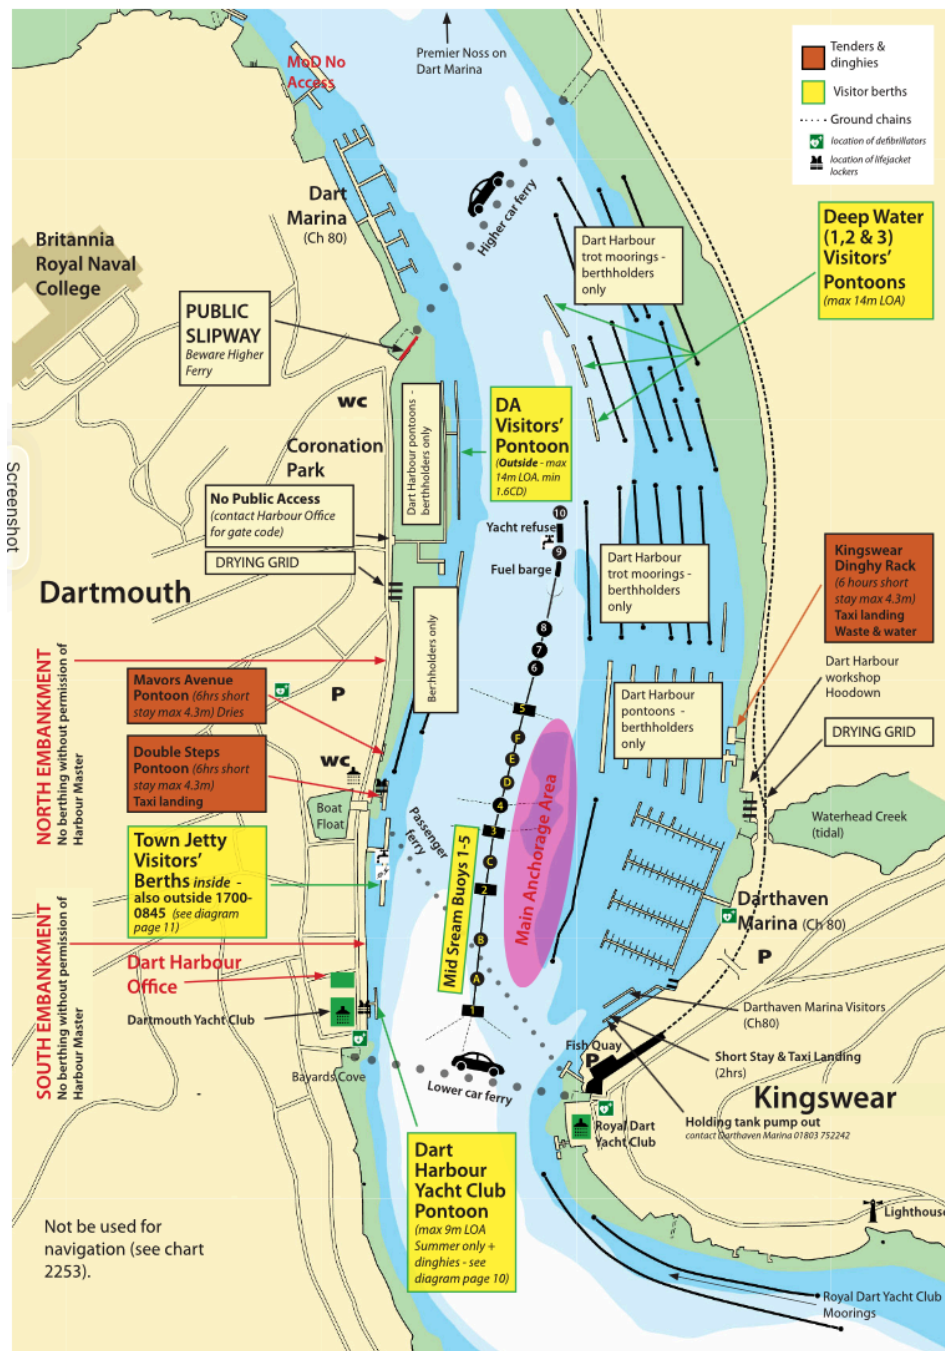 Premier Noss on
Dart Marina
MoD No
Access
Tenders &
dinghies
Visitor berths
Ground chains
location of defibrillators
location of lifejacket
lockers
Dart
Marina
(Ch 80)
Higher car ferry
Deep Water
(1,2 & 3)
Visitors'
Pontoons
(max 14m LOA)
Dart Harbour
trot moorings -
berthholders
only
Britannia
Royal Naval
College
PUBLIC
SLIPWAY
Beware Higher
Ferry
WC
Coronation
Park
Dart Harbour pontoons -
berthholders only
DA
Visitors'
Pontoon
(Outside - max
14m LOA. min
1.6CD)
Screenshot
No Public Access
(contact Harbour Office
for gate code)
DRYING GRID
10
Yacht refuse
9
Fuel barge
Dart Harbour
trot moorings -
berthholders
only
Kingswear
Dinghy Rack
(6 hours short
stay max 4.3m)
Taxi landing
Waste & water
Dartmouth
Berthholders only
8
7
6
Dart Harbour
workshop
Hoodown
NORTH EMBANKMENT
No berthing without permission of
Harbour Master
Mavors Avenue
Pontoon (6hrs short
stay max 4.3m) Dries
P
Dart Harbour
pontoons -
berthholders
only
DRYING GRID
5
F
E
D
4
3
C
2
B
A
1
Double Steps
Pontoon (6hrs short
stay max 4.3m)
Taxi landing
WC
Boat
Float
Passenger
ferry
Main Anchorage Area
Mid Sream Buoys 1-5
Waterhead Creek
(tidal)
Town Jetty
Visitors'
Berths inside -
also outside 1700-
0845 (see diagram
page 11)
Darthaven
Marina (Ch 80)
P
SOUTH EMBANKMENT
No berthing without permission of
Harbour Master
Dart Harbour
Office
Dartmouth Yacht Club
Darthaven Marina Visitors
(Ch80)
Fish Quay
P
Short Stay & Taxi Landing
(2hrs)
Bayards Cove
Lower car ferry
Kingswear
Royal Dart
Yacht Club
Holding tank pump out
contact Darthaven Marina 01803 752242
Dart
Harbour
Yacht Club
Pontoon
(max 9m LOA
Summer only +
dinghies - see
diagram page 10)
Lighthouse
Not be used for
navigation (see chart
2253).
Royal Dart Yacht Club
Moorings